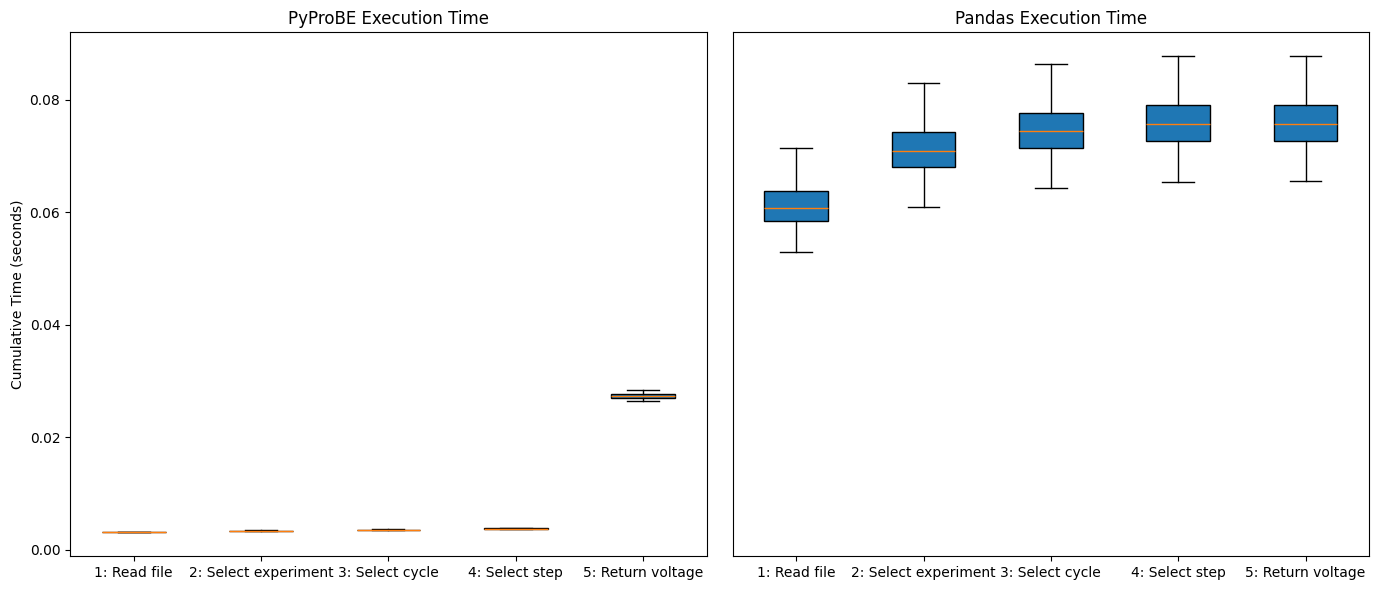 PyProBE Execution Time
Pandas Execution Time
Cumulative Time (seconds)
0.08
0.06
0.04
0.02
0.00
1: Read file 2: Select experiment 3: Select cycle 4: Select step 5: Return voltage
1: Read file 2: Select experiment 3: Select cycle 4: Select step 5: Return voltage